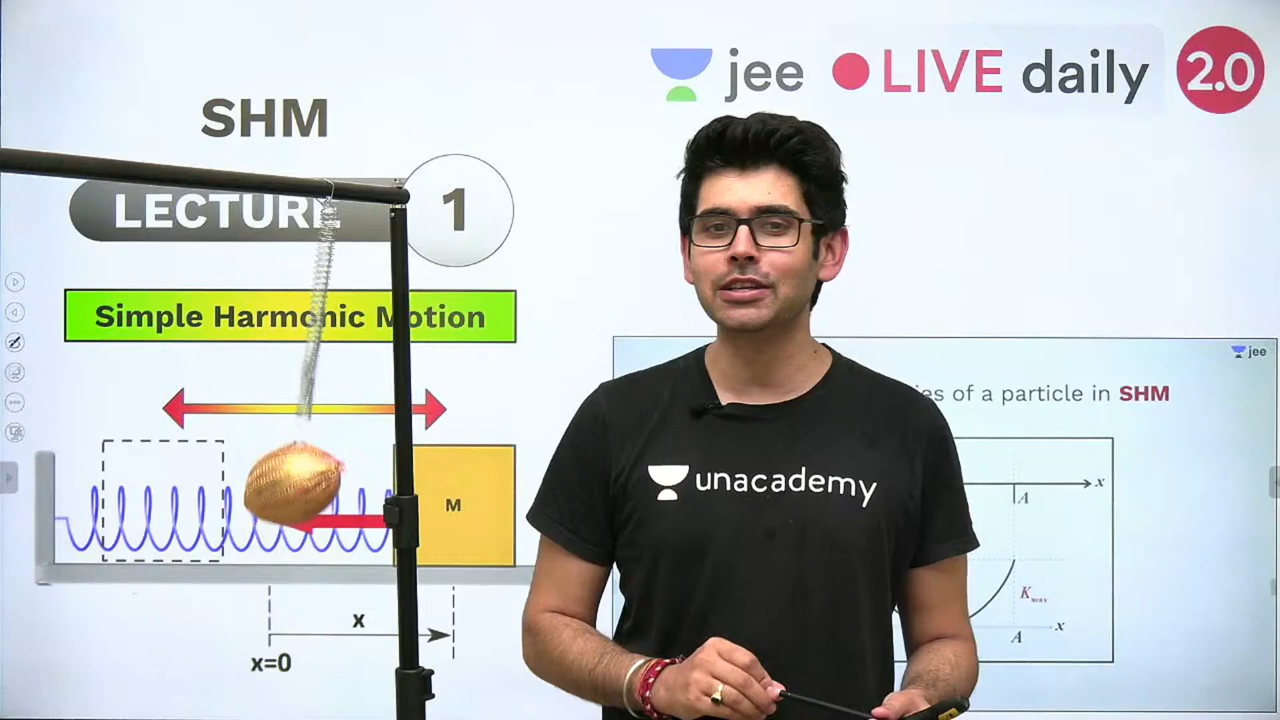 jee LIVE daily 2.0
SHM
LECTURE 1
Simple Harmonic Motion
jee
of a particle in SHM
x
A
M
K
x
A
x
x=0
unacademy